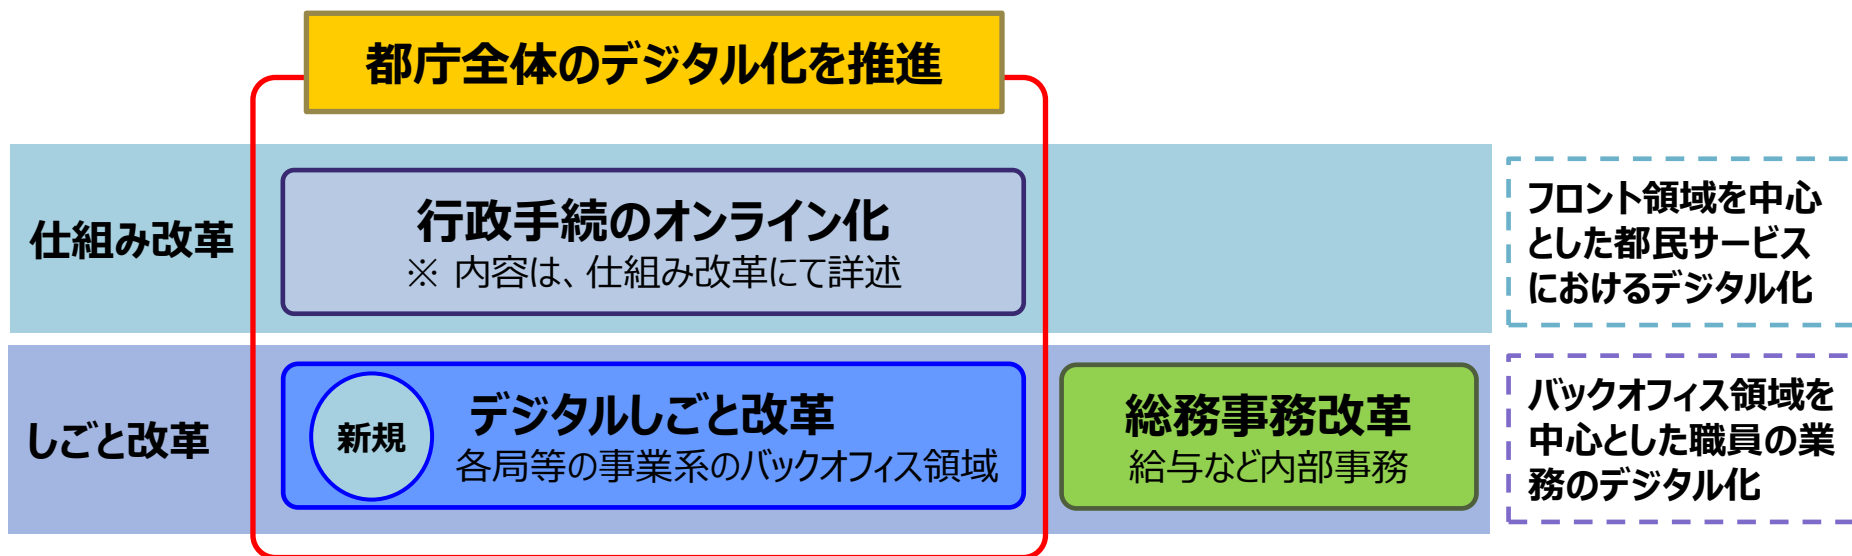 都庁全体のデジタル化を推進
仕組み改革
行政手続のオンライン化
※ 内容は、仕組み改革にて詳述
フロント領域を中心
とした都民サービス
におけるデジタル化
しごと改革
新規
デジタルしごと改革
各局等の事業系のバックオフィス領域
総務事務改革
給与など内部事務
バックオフィス領域を
中心とした職員の業
務のデジタル化